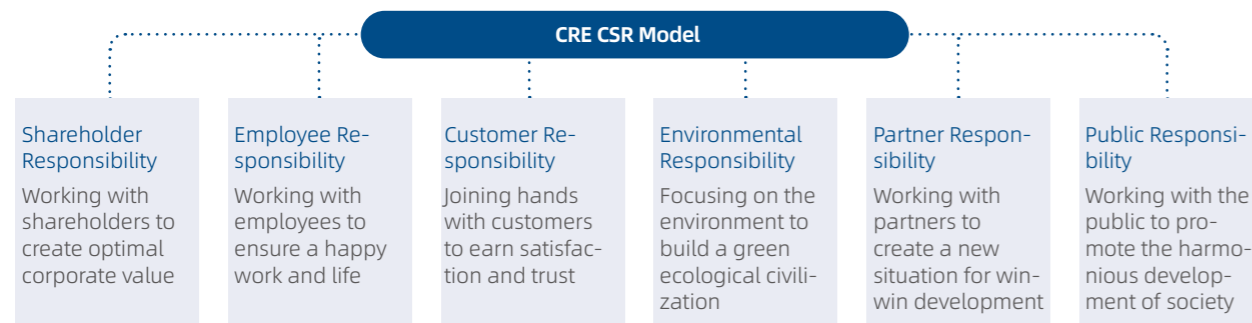 CRE CSR Model
Shareholder
Responsibility
Working with
shareholders to
create optimal
corporate value
Employee Re-
sponsibility
Working with
employees to
ensure a happy
work and life
Customer Re-
sponsibility
Joining hands
with customers
to earn satisfac-
tion and trust
Environmental
Responsibility
Focusing on the
environment to
build a green
ecological civili-
zation
Partner Respon-
sibility
Working with
partners to
create a new
situation for win-
win development
Public Responsi-
bility
Working with the
public to pro-
mote the harmo-
nious develop-
ment of society